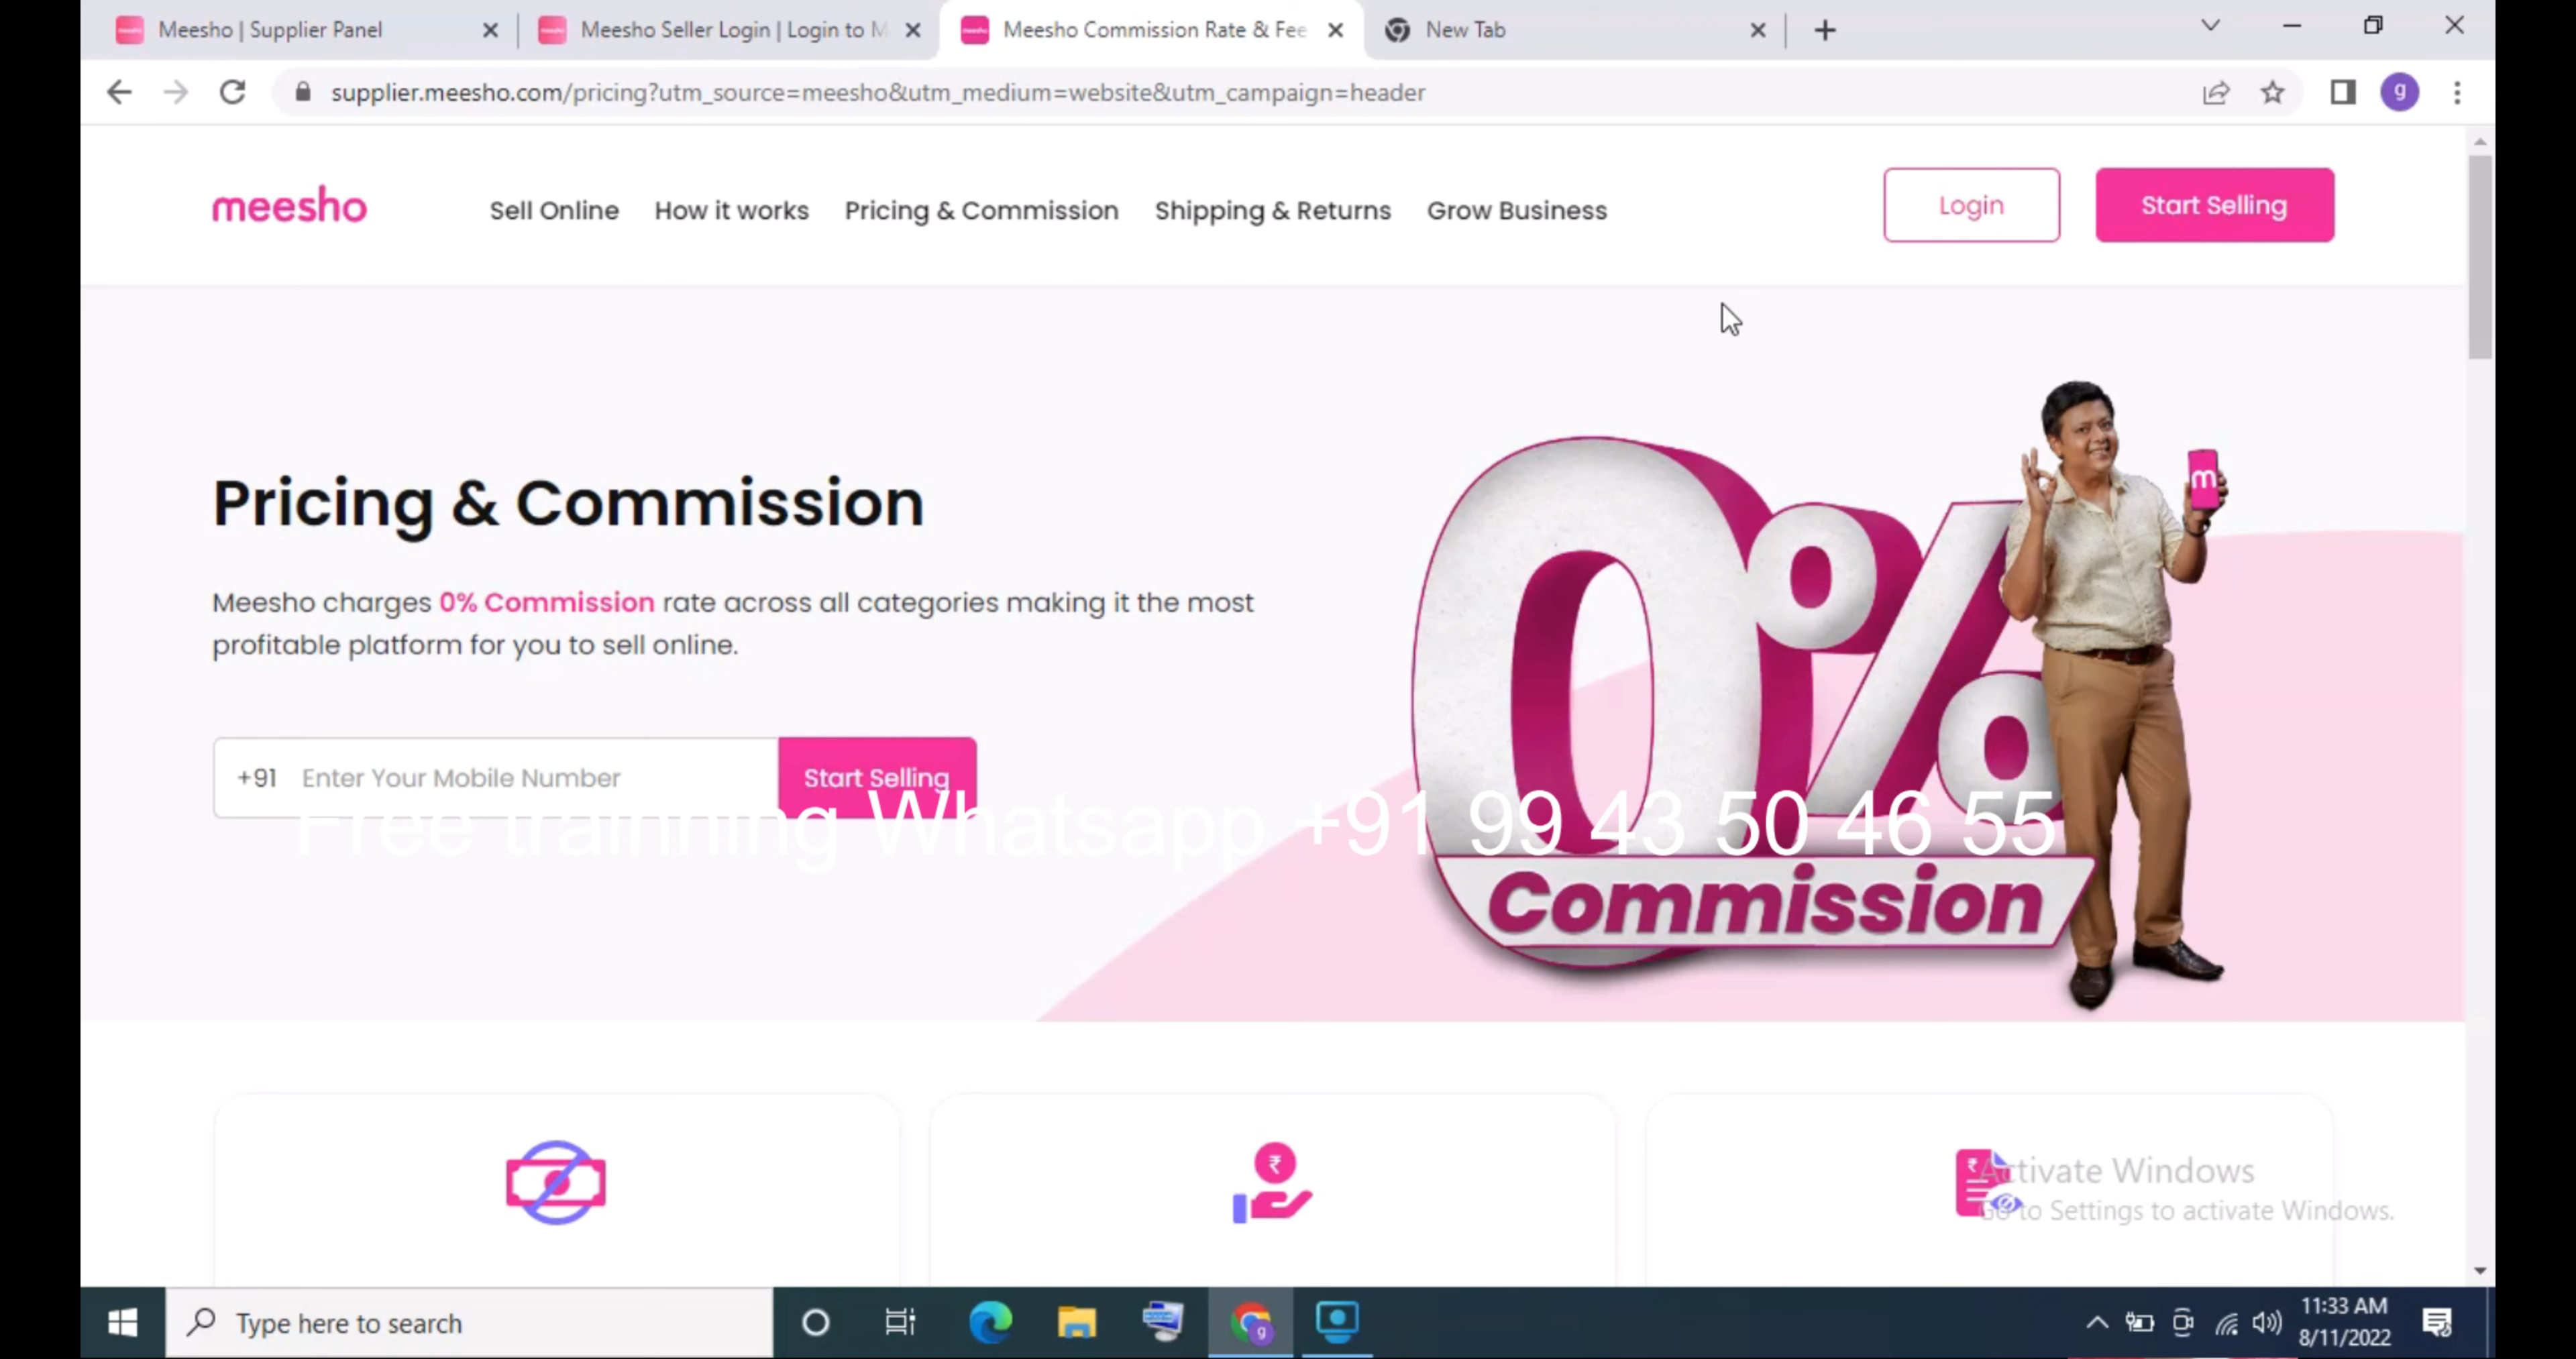 Meesho | Supplier Panel
Meesho Seller Login | Login to M
Meesho Commission Rate & Fee
New Tab
supplier.meesho.com/pricing?utm_source=meesho&utm_medium=website&utm_campaign=header
g
meesho
Sell Online
How it works
Pricing & Commission
Shipping & Returns
Grow Business
Login
Start Selling
Pricing & Commission
Meesho charges 0% Commission rate across all categories making it the most
profitable platform for you to sell online.
+91 Enter Your Mobile Number
Start Selling
0%
Commission
m
Free trainning Whatsapp +91 99 43 50 46 55
Activate Windows
Go to Settings to activate Windows.
Type here to search
g
11:33 AM
8/11/2022